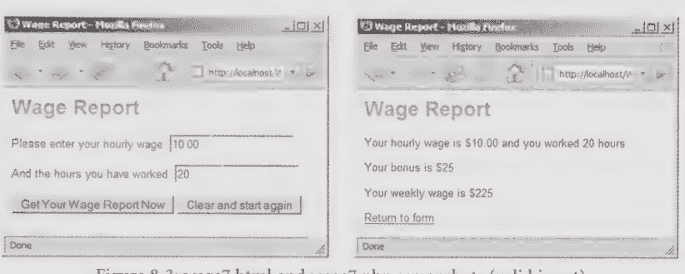 Wage Report - Mozilla Firefox
File Edit View History Bookmarks Tools Help
http://localhost/
Wage Report
Please enter your hourly wage 10.00
And the hours you have worked 20
Get Your Wage Report Now Clear and start again
Done
Wage Report - Mozilla Firefox
File Edit View History Bookmarks Tools Help
http://localhost/
Wage Report
Your hourly wage is $10.00 and you worked 20 hours
Your bonus is $25
Your weekly wage is $225
Return to form
Done